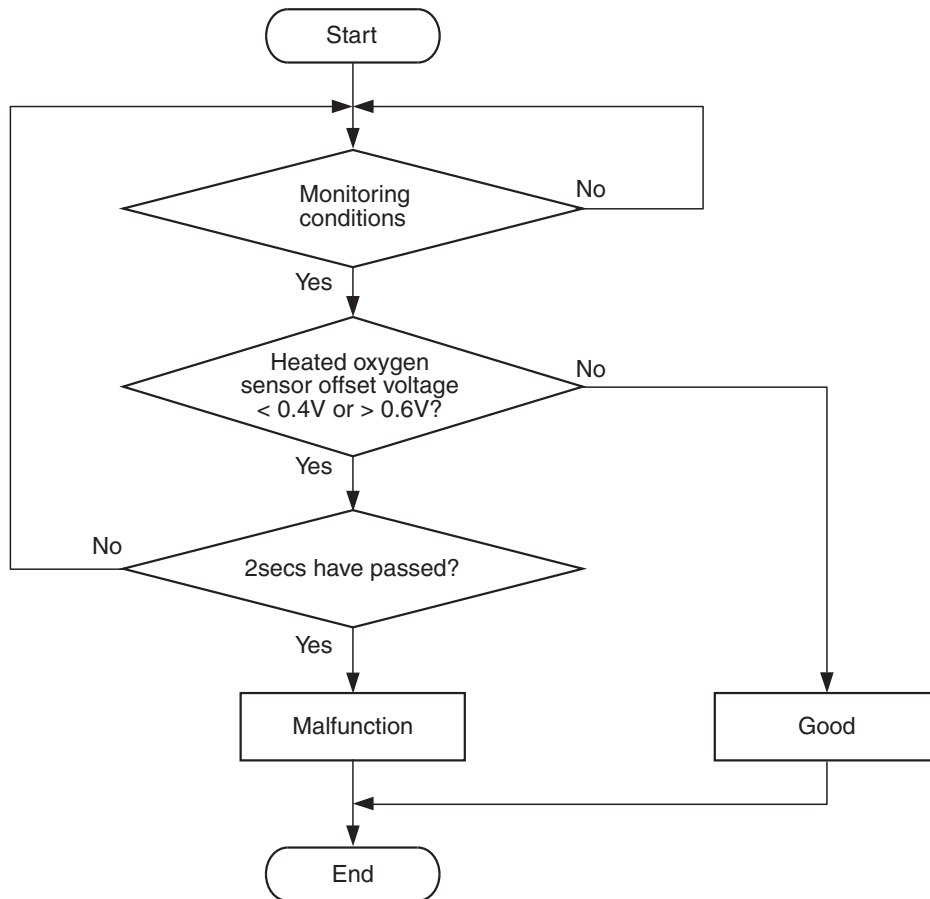 Start
Monitoring
conditions
No
Yes
Heated oxygen
sensor offset voltage
< 0.4V or > 0.6V?
No
Yes
No
2secs have passed?
Yes
Malfunction
Good
End